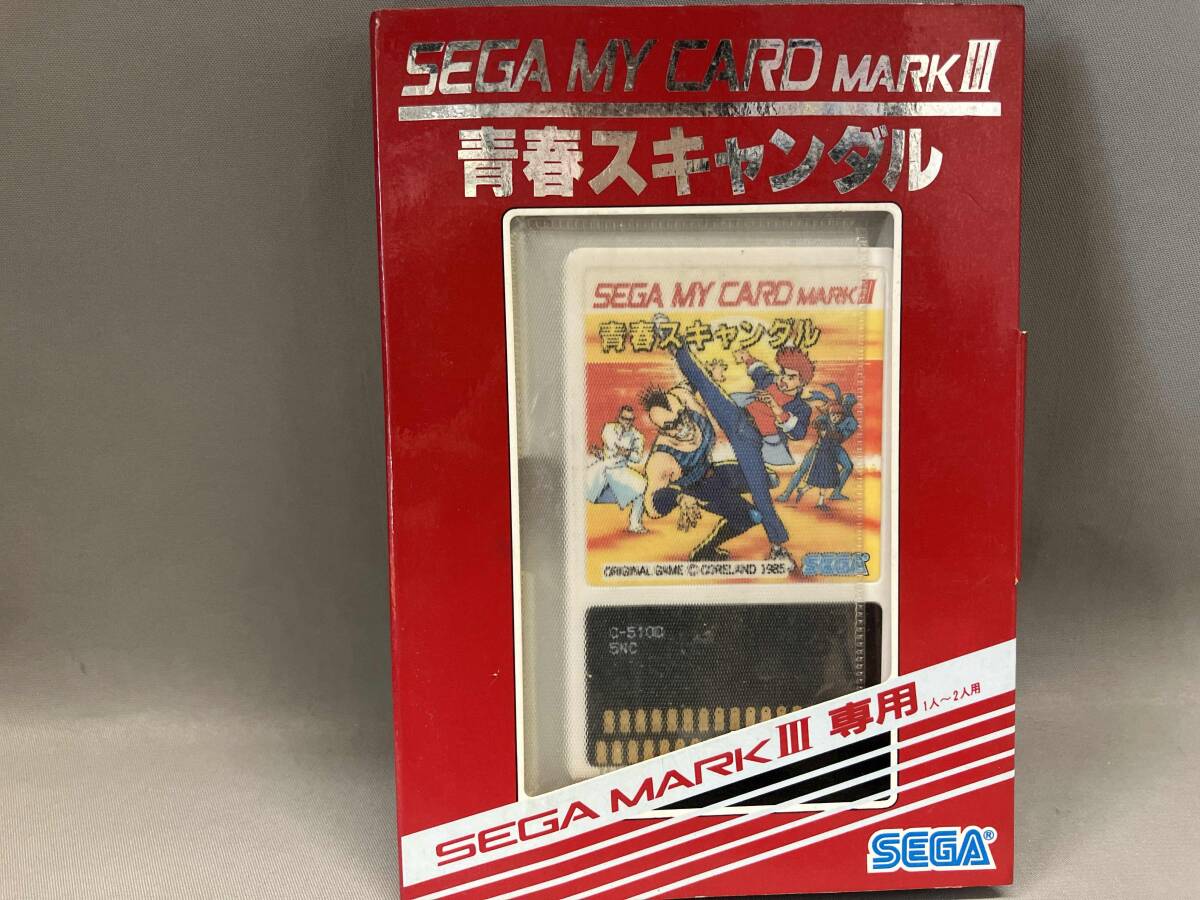 SEGA MY CARD MARK III
青春スキャンダル
SEGA MY CARD MARK III
青春スキャンダル
ORIGINAL GAME © CORELAND 1985
SEGA
C-510D
5NC
SEGA MARK III 専用 1人~2人用
SEGA®